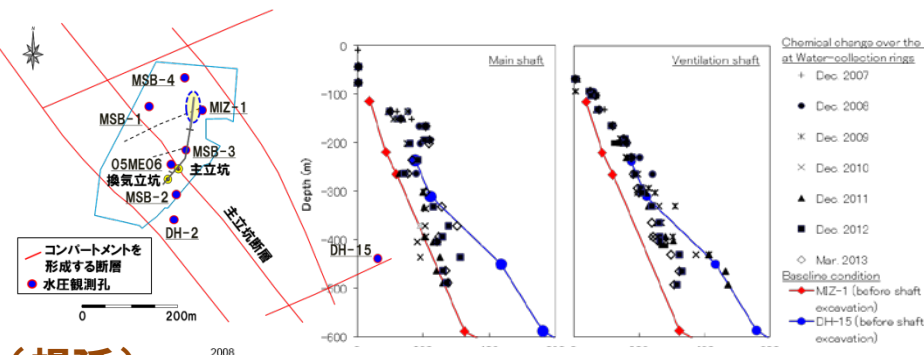 N
MSB-4
MSB-1
MIZ-1
MSB-3
05ME06
主立坑
換気立坑
MSB-2
DH-2
主立坑断層
DH-15
コンパートメントを
形成する断層
水圧観測孔
0 200m
2008
Depth (m)
0
-100
-200
-300
-400
-500
-600
Main shaft
Ventilation shaft
Chemical change over the
at Water-collection rings
Dec. 2007
Dec. 2008
Dec. 2009
Dec. 2010
Dec. 2011
Dec. 2012
Mar. 2013
Baseline condition
MIZ-1 (before shaft
excavation)
DH-15 (before shaft
excavation)